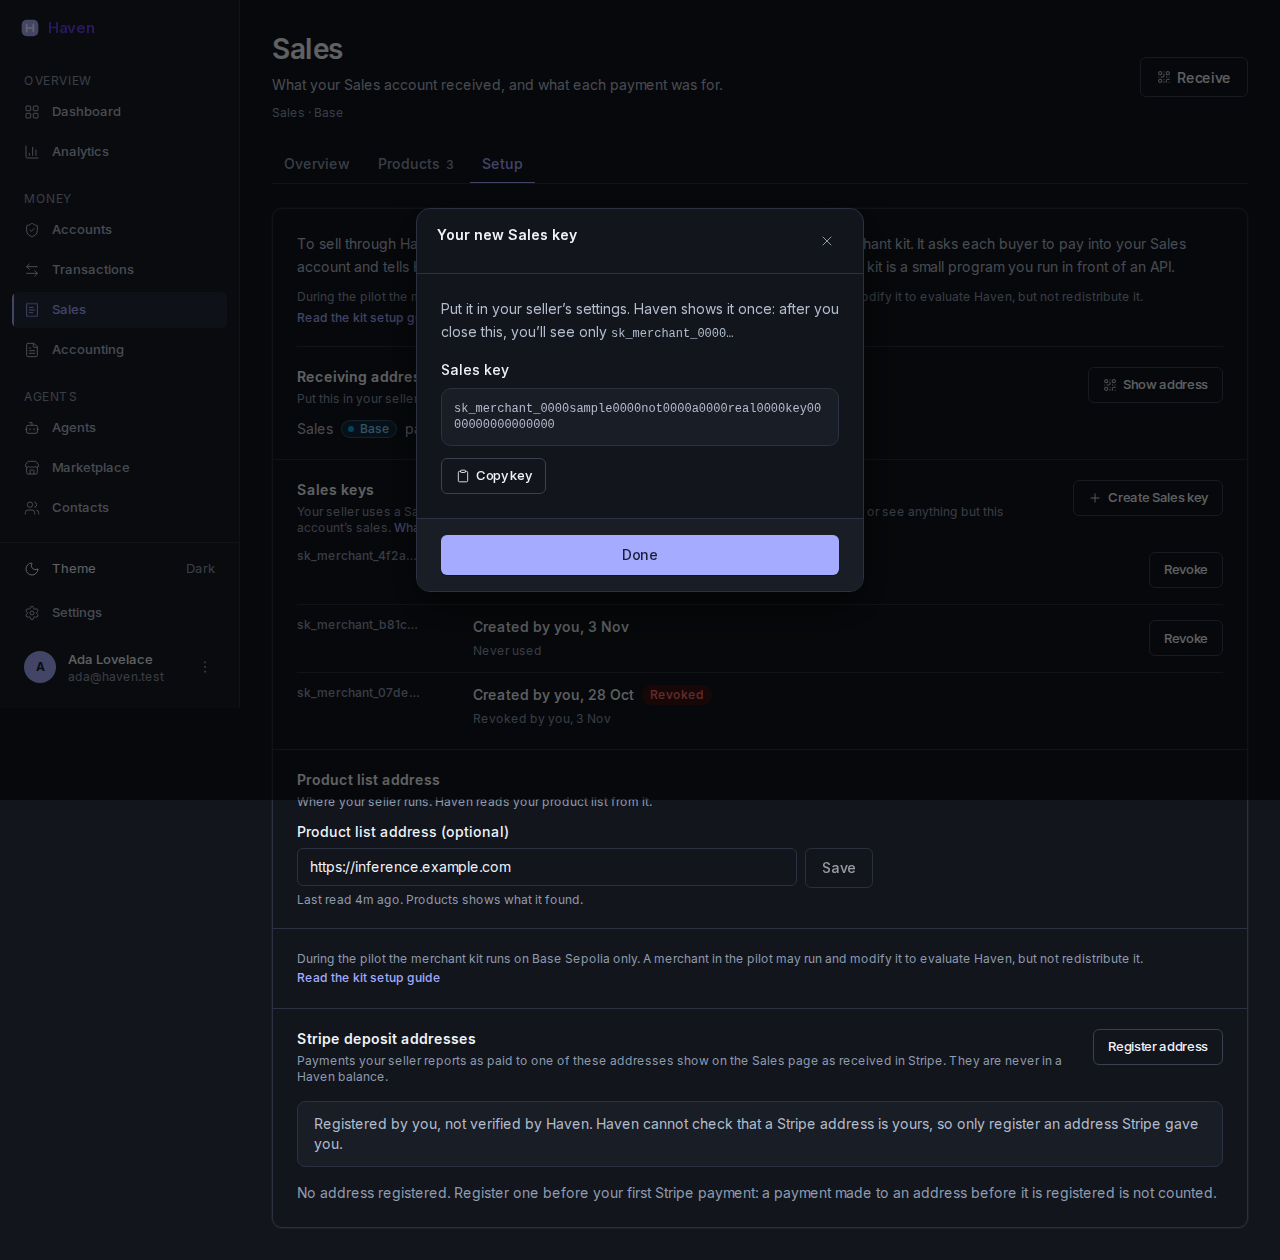 Haven
OVERVIEW
Dashboard
Analytics
MONEY
Accounts
Transactions
Sales
Accounting
AGENTS
Agents
Marketplace
Contacts
Theme Dark
Settings
A Ada Lovelace
ada@haven.test
Sales
What your Sales account received, and what each payment was for.
Sales · Base
Receive
Overview Products 3 Setup
To sell through Ha
hant kit. It asks each buyer to pay into your Sales
account and tells
kit is a small program you run in front of an API.
During the pilot the
odify it to evaluate Haven, but not redistribute it.
Read the kit setup
Receiving addre
Put this in your seller
Show address
Sales Base
Sales keys
Your seller uses a
or see anything but this
account's sales.
Create Sales key
sk_merchant_4f2a…
Revoke
sk_merchant_b81c…
Created by you, 3 Nov
Never used
Revoke
sk_merchant_07de…
Created by you, 28 Oct Revoked
Revoked by you, 3 Nov
Your new Sales key
Put it in your seller’s settings. Haven shows it once: after you
close this, you’ll see only sk_merchant_0000…
Sales key
sk_merchant_0000sample0000not0000a0000real0000key00
00000000000000
Copy key
Done
Product list address
Where your seller runs. Haven reads your product list from it.
Product list address (optional)
https://inference.example.com
Save
Last read 4m ago. Products shows what it found.
During the pilot the merchant kit runs on Base Sepolia only. A merchant in the pilot may run and modify it to evaluate Haven, but not redistribute it.
Read the kit setup guide
Stripe deposit addresses
Payments your seller reports as paid to one of these addresses show on the Sales page as received in Stripe. They are never in a
Haven balance.
Register address
Registered by you, not verified by Haven. Haven cannot check that a Stripe address is yours, so only register an address Stripe gave
you.
No address registered. Register one before your first Stripe payment: a payment made to an address before it is registered is not counted.